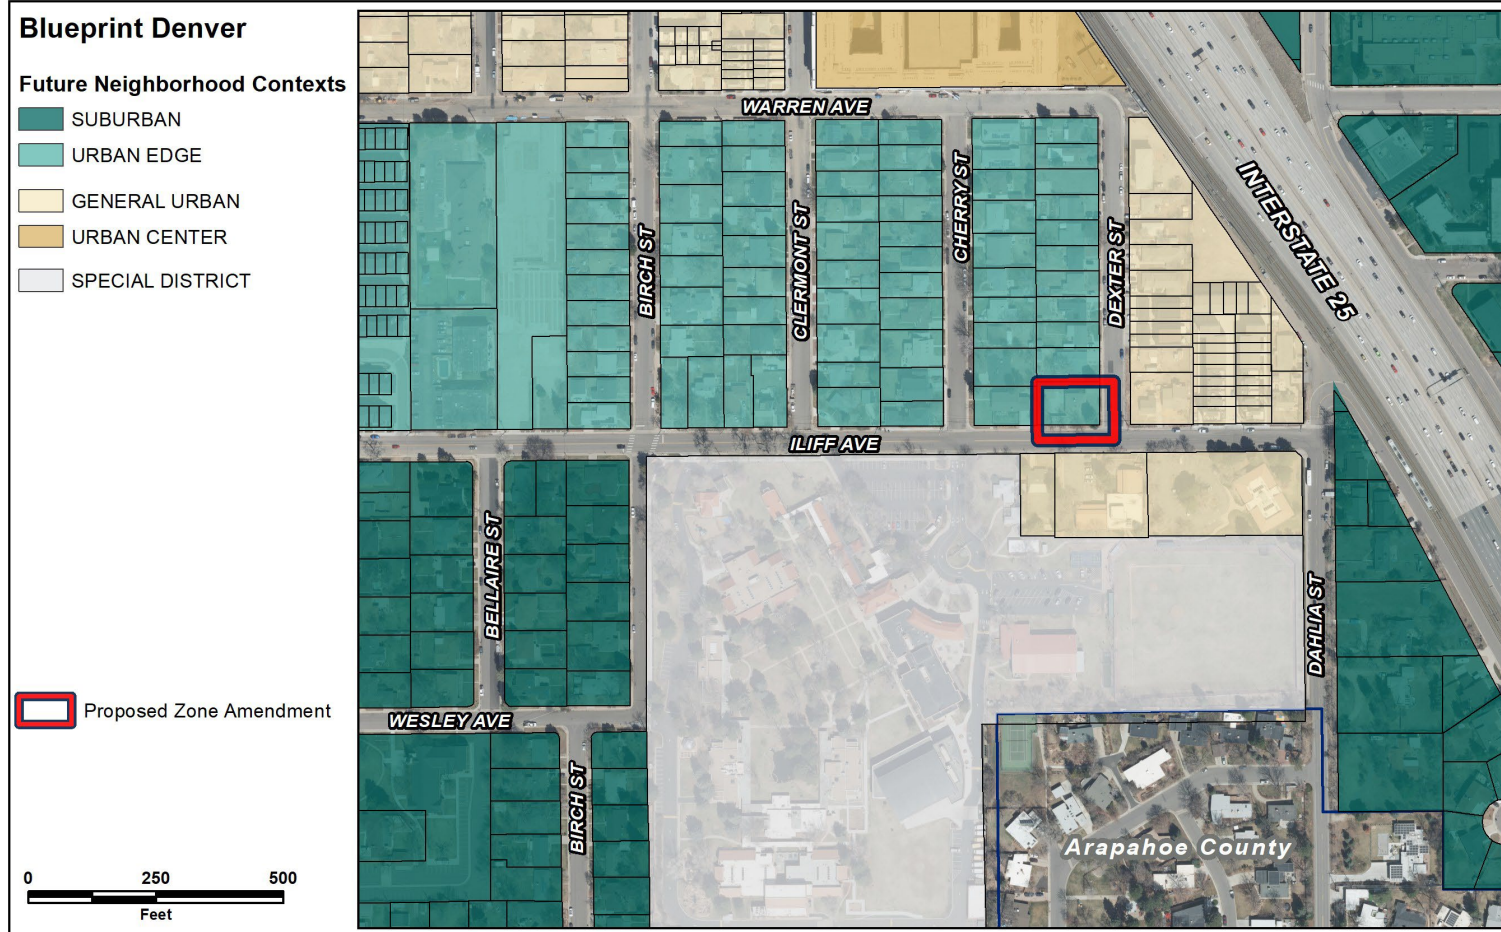 Blueprint Denver
Future Neighborhood Contexts
SUBURBAN
URBAN EDGE
GENERAL URBAN
URBAN CENTER
SPECIAL DISTRICT
Proposed Zone Amendment
0 250 500
Feet
WARREN AVE
BIRCH ST
CLERMONT ST
CHERRY ST
DEXTER ST
INTERSTATE 25
ILIFF AVE
BELLAIRE ST
DAHLIA ST
WESLEY AVE
BIRCH ST
Arapahoe County